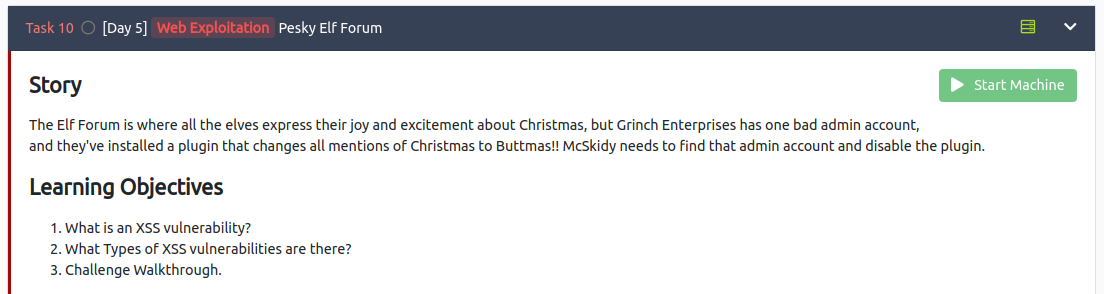 Task 10 [Day 5] Web Exploitation Pesky Elf Forum
Story
Start Machine
The Elf Forum is where all the elves express their joy and excitement about Christmas, but Grinch Enterprises has one bad admin account,
and they've installed a plugin that changes all mentions of Christmas to Buttmas!! McSkidy needs to find that admin account and disable the plugin.
Learning Objectives
1. What is an XSS vulnerability?
2. What Types of XSS vulnerabilities are there?
3. Challenge Walkthrough.